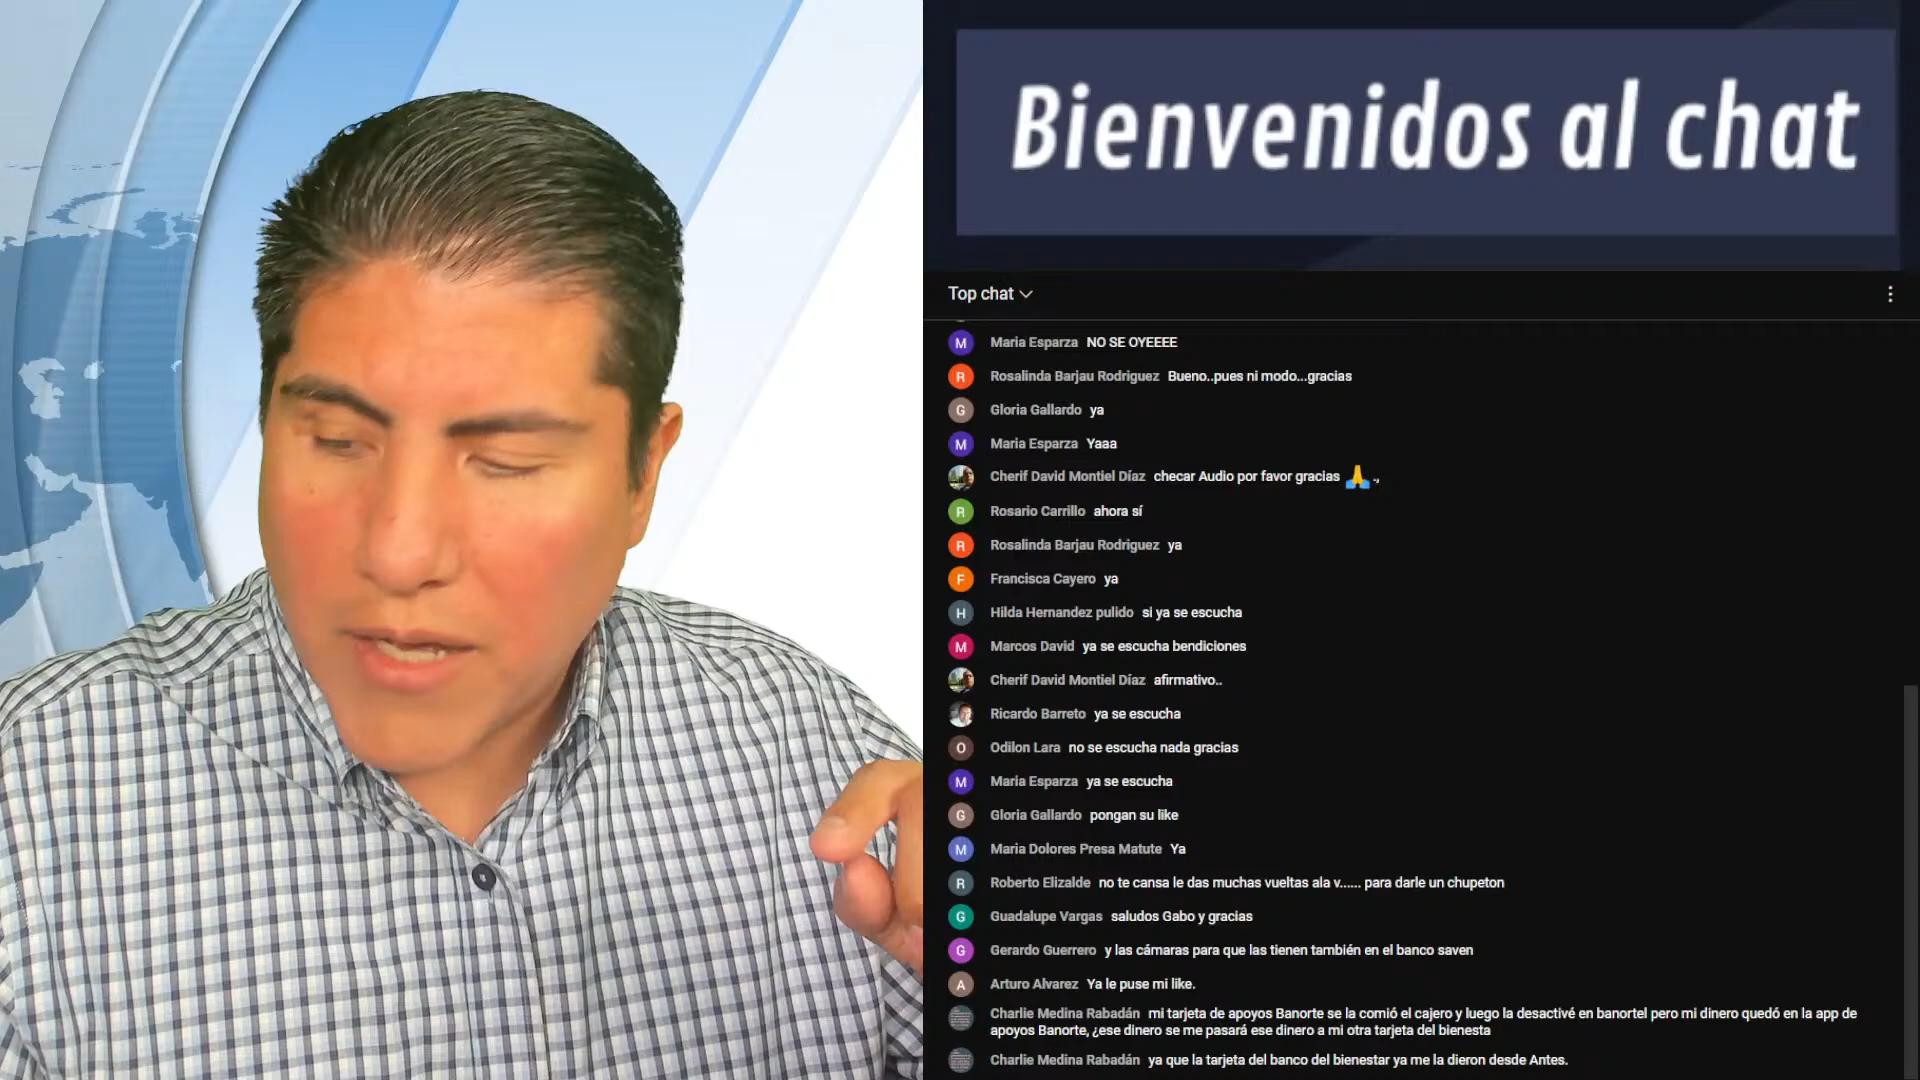 Bienvenidos al chat
Top chat
M Maria Esparza NO SE OYEEEE
R Rosalinda Barjau Rodriguez Bueno..pues ni modo...gracias
G Gloria Gallardo ya
M Maria Esparza Yaaa
Cherif David Montiel Díaz checar Audio por favor gracias 🙏 .,
R Rosario Carrillo ahora sí
R Rosalinda Barjau Rodriguez ya
F Francisca Cayero ya
H Hilda Hernandez pulido si ya se escucha
M Marcos David ya se escucha bendiciones
Cherif David Montiel Díaz afirmativo..
Ricardo Barreto ya se escucha
O Odilon Lara no se escucha nada gracias
M Maria Esparza ya se escucha
G Gloria Gallardo pongan su like
M Maria Dolores Presa Matute Ya
R Roberto Elizalde no te cansa le das muchas vueltas ala v...... para darle un chupeton
G Guadalupe Vargas saludos Gabo y gracias
G Gerardo Guerrero y las cámaras para que las tienen también en el banco saven
A Arturo Alvarez Ya le puse mi like.
Charlie Medina Rabadán mi tarjeta de apoyos Banorte se la comió el cajero y luego la desactivé en banortel pero mi dinero quedó en la app de
apoyos Banorte, ¿ese dinero se me pasará ese dinero a mi otra tarjeta del bienesta
Charlie Medina Rabadán ya que la tarjeta del banco del bienestar ya me la dieron desde Antes.